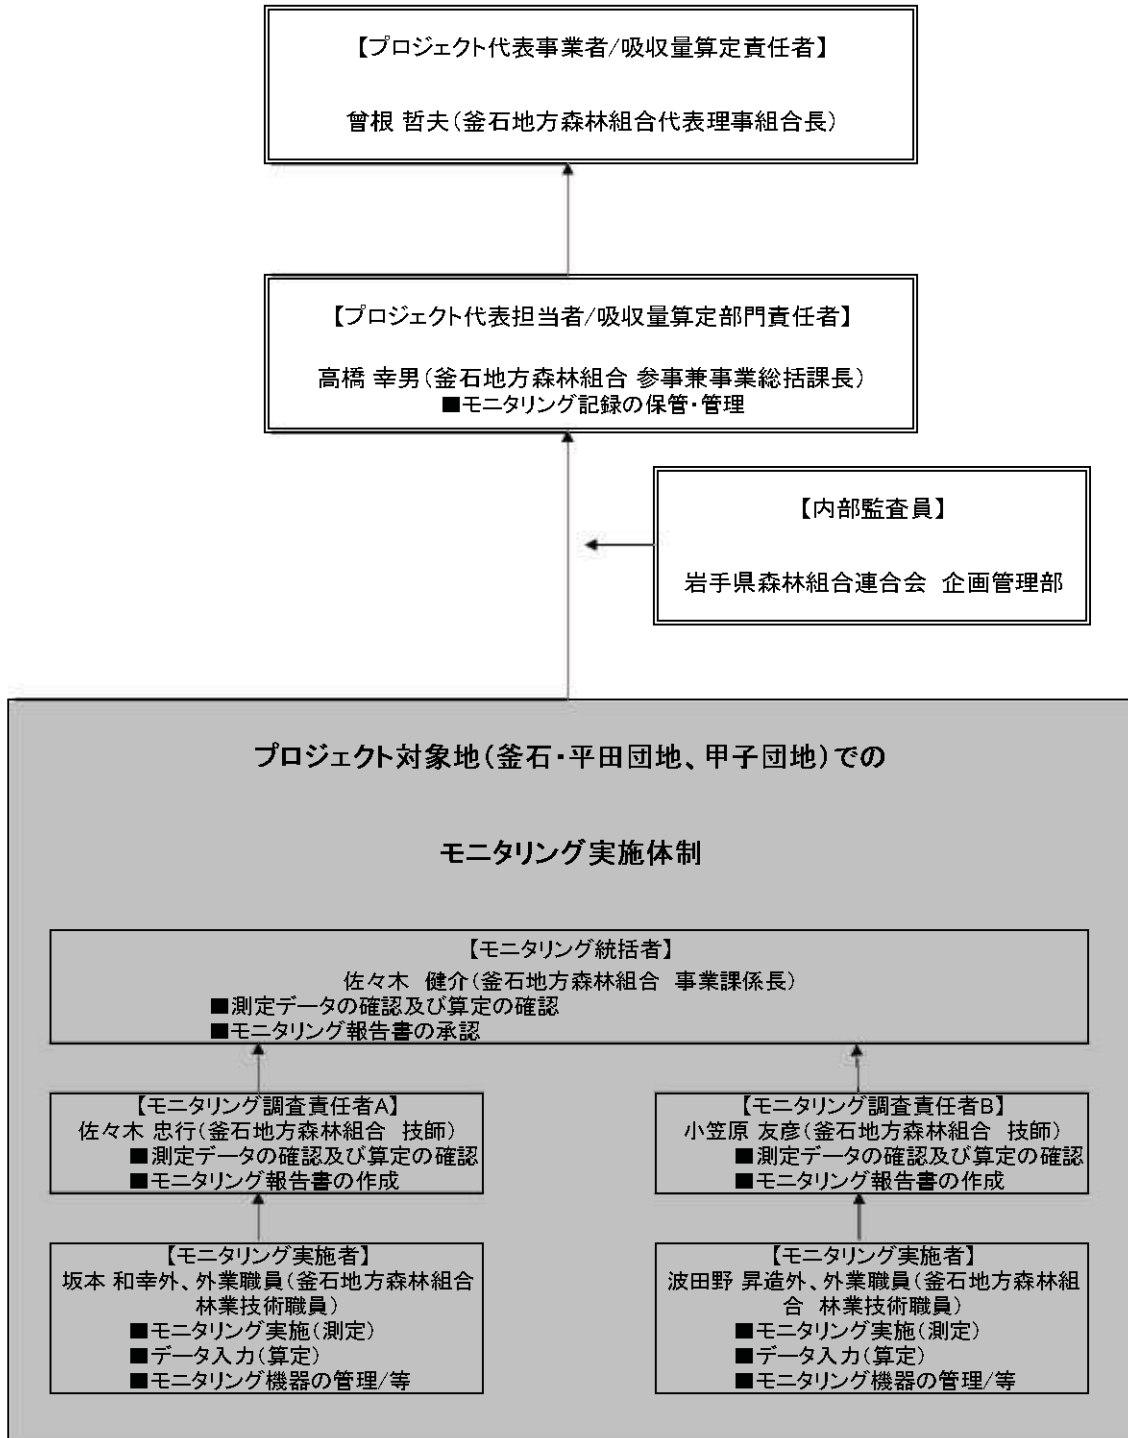 【プロジェクト代表事業者/吸収量算定責任者】
曾根 哲夫(釜石地方森林組合代表理事組合長)
【プロジェクト代表担当者/吸収量算定部門責任者】
高橋 幸男(釜石地方森林組合 参事兼事業総括課長)
■モニタリング記録の保管・管理
【内部監査員】
岩手県森林組合連合会 企画管理部
プロジェクト対象地(釜石・平田団地、甲子団地)での
モニタリング実施体制
【モニタリング統括者】
佐々木 健介(釜石地方森林組合 事業課係長)
■測定データの確認及び算定の確認
■モニタリング報告書の承認
【モニタリング調査責任者A】
佐々木 忠行(釜石地方森林組合 技師)
■測定データの確認及び算定の確認
■モニタリング報告書の作成
【モニタリング実施者】
坂本 和幸外、外業職員(釜石地方森林組合
林業技術職員)
■モニタリング実施(測定)
■データ入力(算定)
■モニタリング機器の管理/等
【モニタリング調査責任者B】
小笠原 友彦(釜石地方森林組合 技師)
■測定データの確認及び算定の確認
■モニタリング報告書の作成
【モニタリング実施者】
波田野 昇造外、外業職員(釜石地方森林組
合 林業技術職員)
■モニタリング実施(測定)
■データ入力(算定)
■モニタリング機器の管理/等